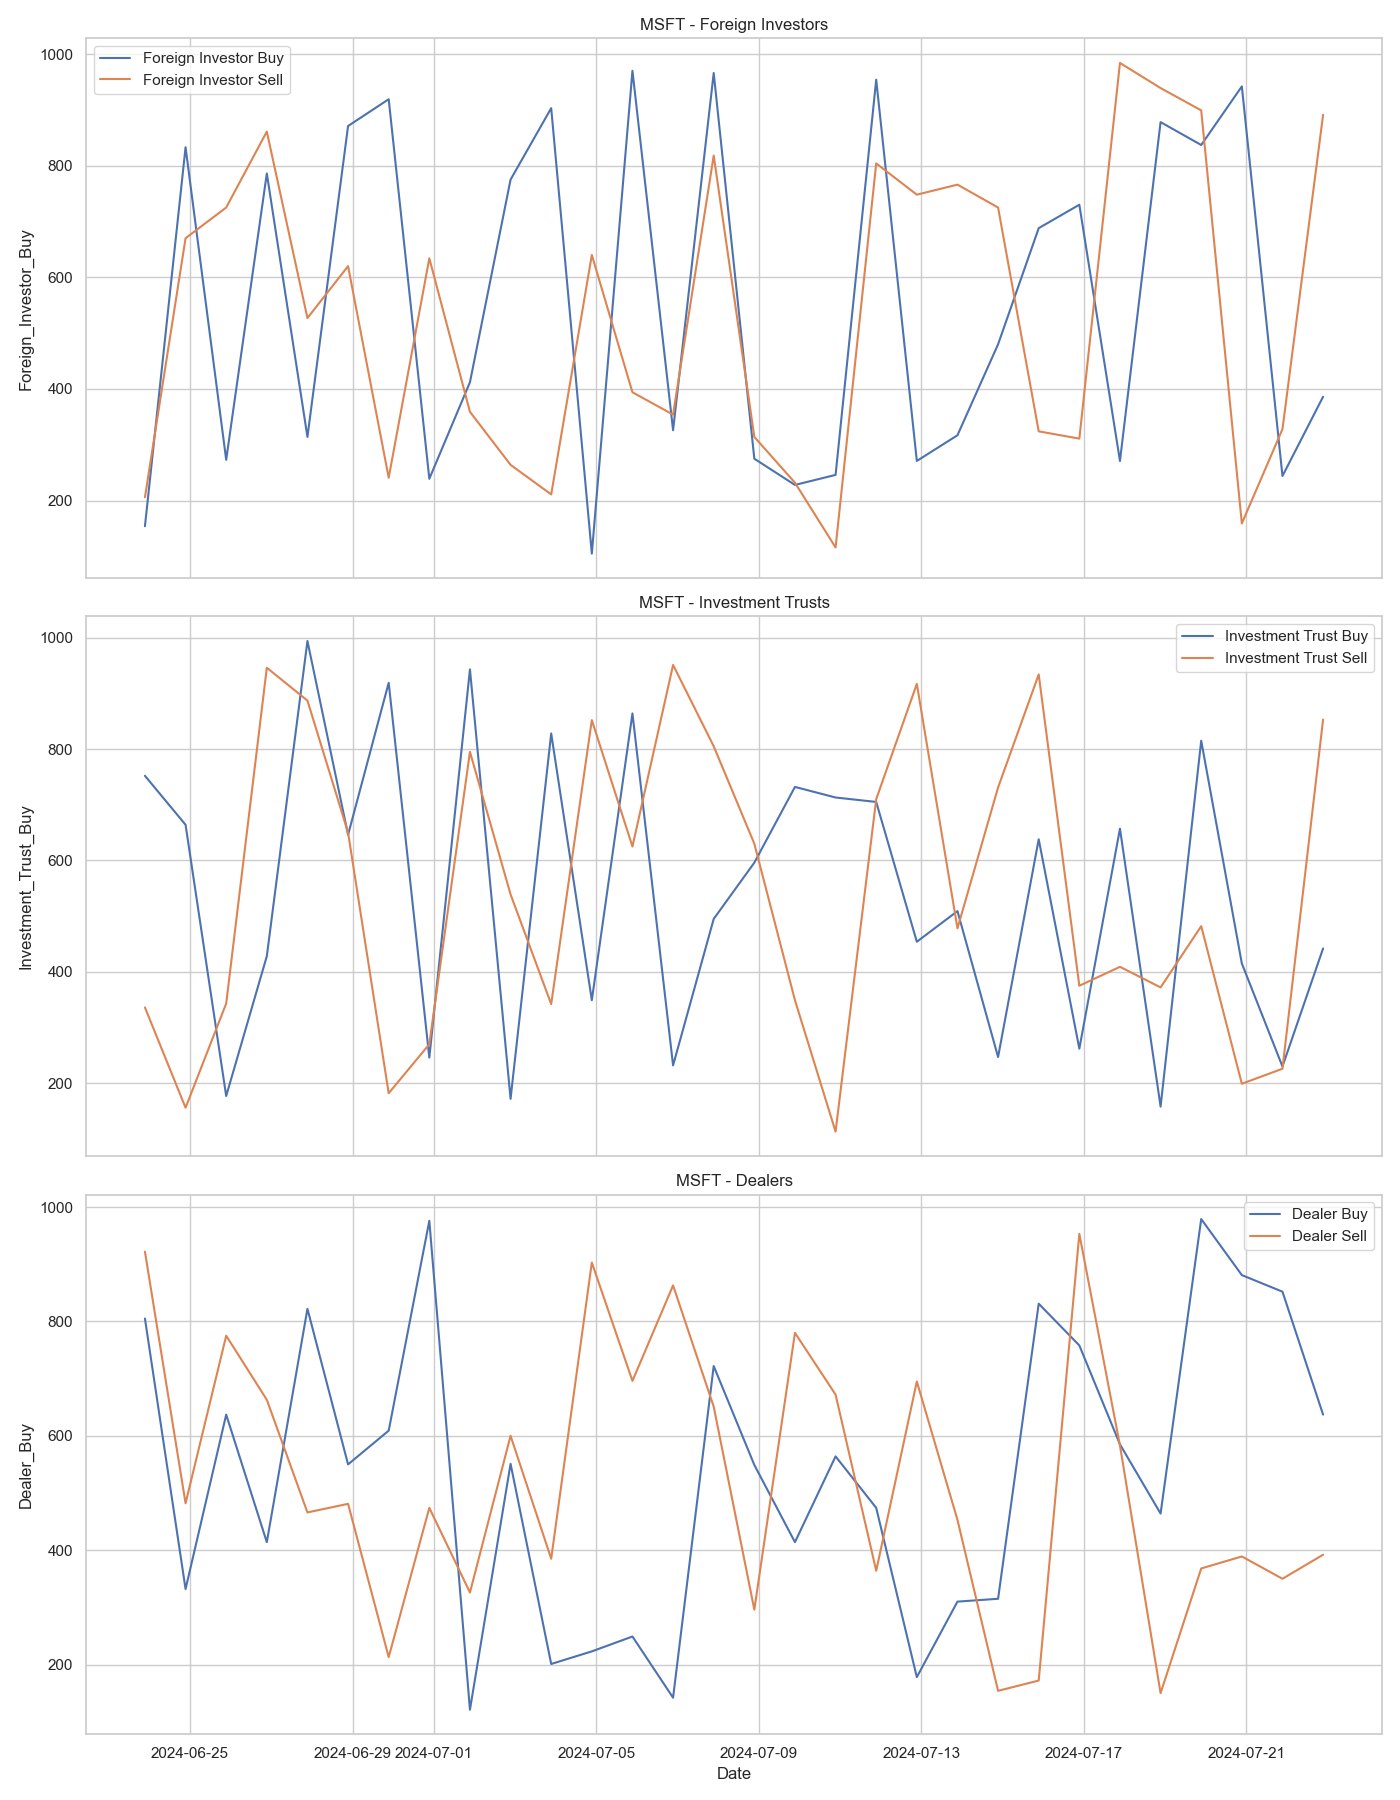 MSFT - Foreign Investors
Foreign Investor Buy
Foreign Investor Sell
Foreign_Investor_Buy
1000
800
600
400
200
MSFT - Investment Trusts
Investment Trust Buy
Investment Trust Sell
Investment_Trust_Buy
1000
800
600
400
200
MSFT - Dealers
Dealer Buy
Dealer Sell
Dealer_Buy
1000
800
600
400
200
2024-06-25 2024-06-29 2024-07-01 2024-07-05 2024-07-09 2024-07-13 2024-07-17 2024-07-21
Date